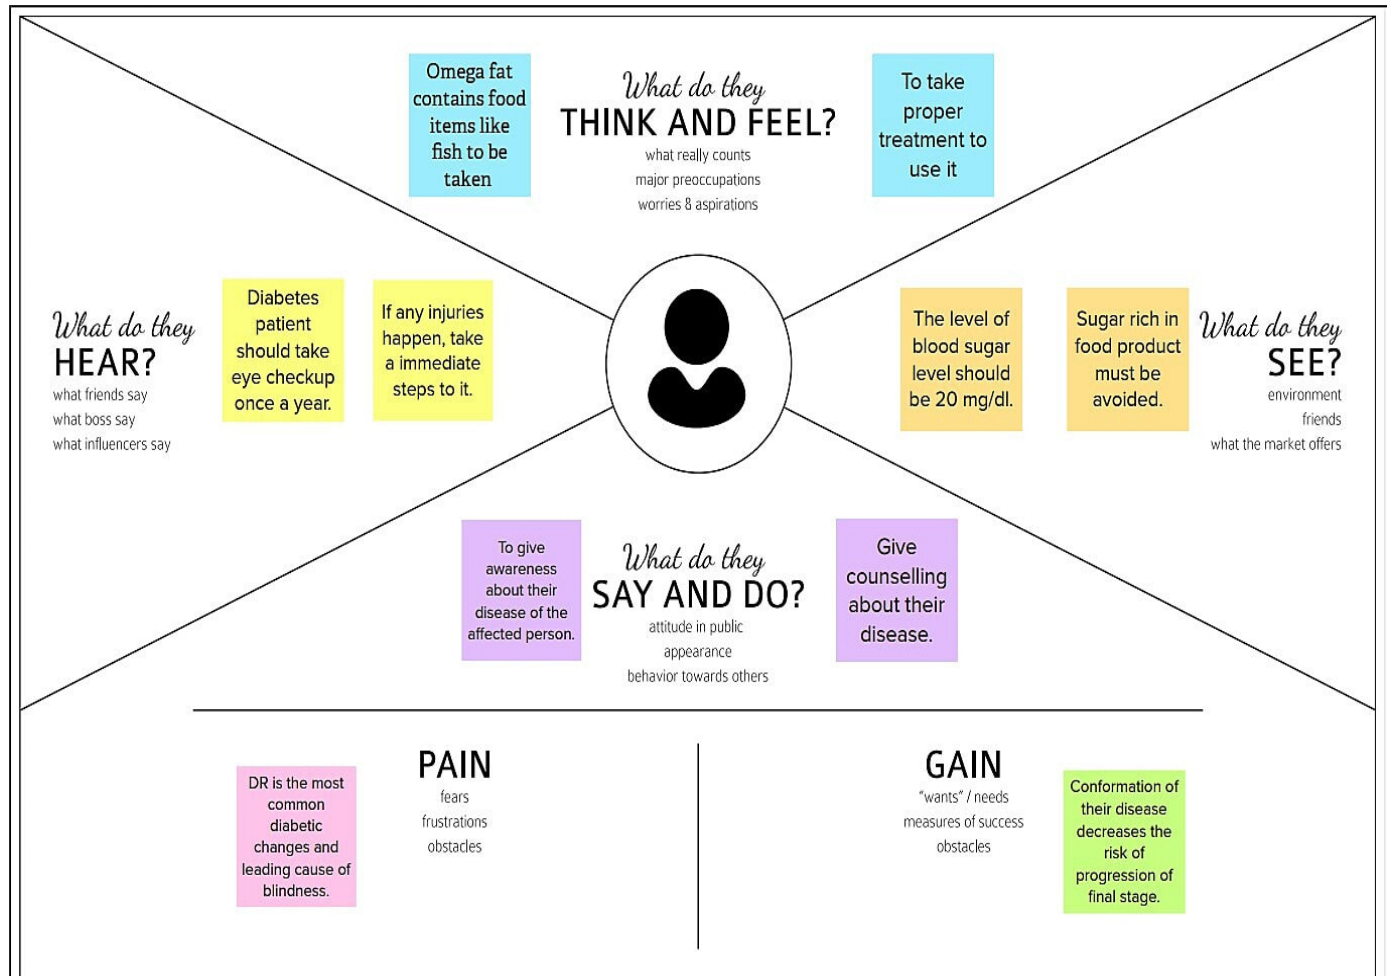 Omega fat
contains food
items like
fish to be
taken
What do they
THINK AND FEEL?
what really counts
major preoccupations
worries & aspirations
To take
proper
treatment to
use it
What do they
HEAR?
what friends say
what boss say
what influencers say
Diabetes
patient
should take
eye checkup
once a year.
If any injuries
happen, take
a immediate
steps to it.
The level of
blood sugar
level should
be 20 mg/dl.
Sugar rich in
food product
must be
avoided.
What do they
SEE?
environment
friends
what the market offers
To give
awareness
about their
disease of the
affected person.
What do they
SAY AND DO?
attitude in public
appearance
behavior towards others
Give
counselling
about their
disease.
DR is the most
common
diabetic
changes and
leading cause of
blindness.
PAIN
fears
frustrations
obstacles
GAIN
"wants" / needs
measures of success
obstacles
Conformation of
their disease
decreases the
risk of
progression of
final stage.